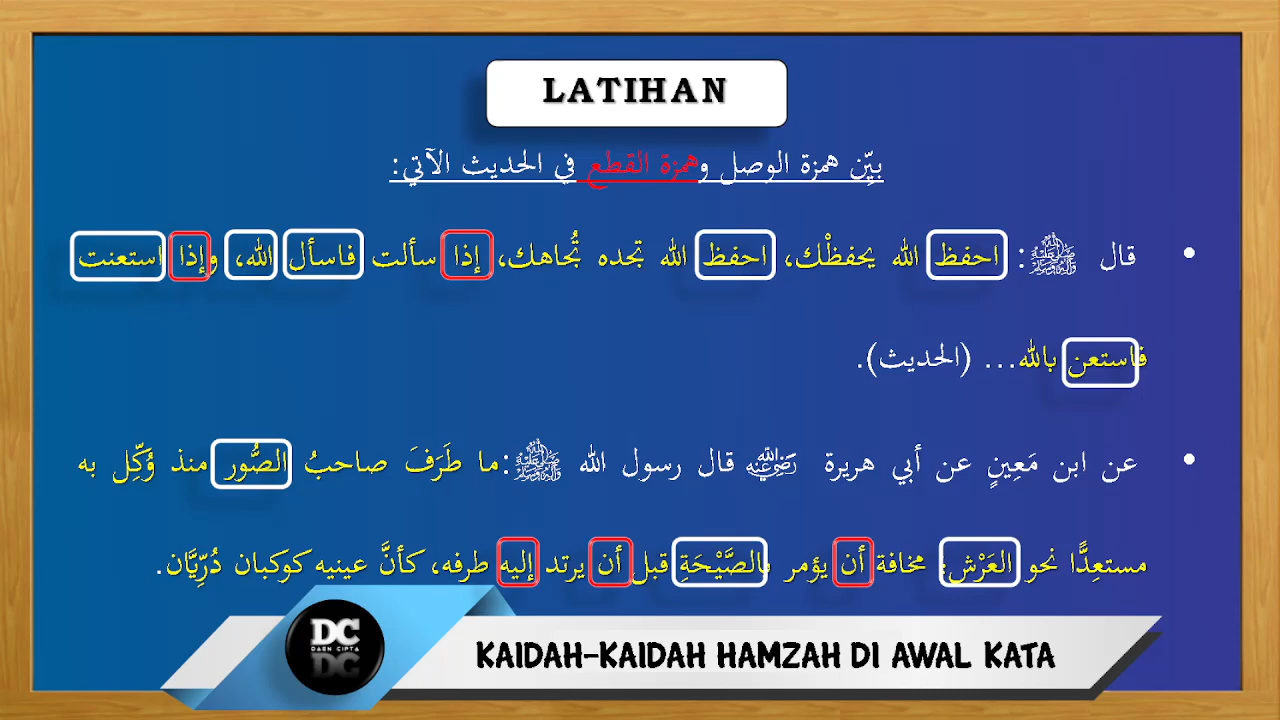 LATIHAN
بيِّن همزة الوصل وهمزة القطع في الحديث الآتي:
• قال ﷺ: احفظ الله يحفظْك، احفظ الله تجده تُجاهك، إذا سألت فاسأل الله، وإذا استعنت
فاستعن بالله... (الحديث).
• عن ابن مَعِينٍ عن أبي هريرة رضي الله عنه قال رسول الله ﷺ: ما طَرَفَ صاحبُ الصُّور منذ وُكِّل به
مستعِدًّا نحو العَرْش؛ مخافة أن يؤمر بالصَّيْحَةِ قبل أن يرتد إليه طرفه، كأنَّ عينيه كوكبان دُرِّيَّان.
DC
DASN CIPTA
KAIDAH-KAIDAH HAMZAH DI AWAL KATA